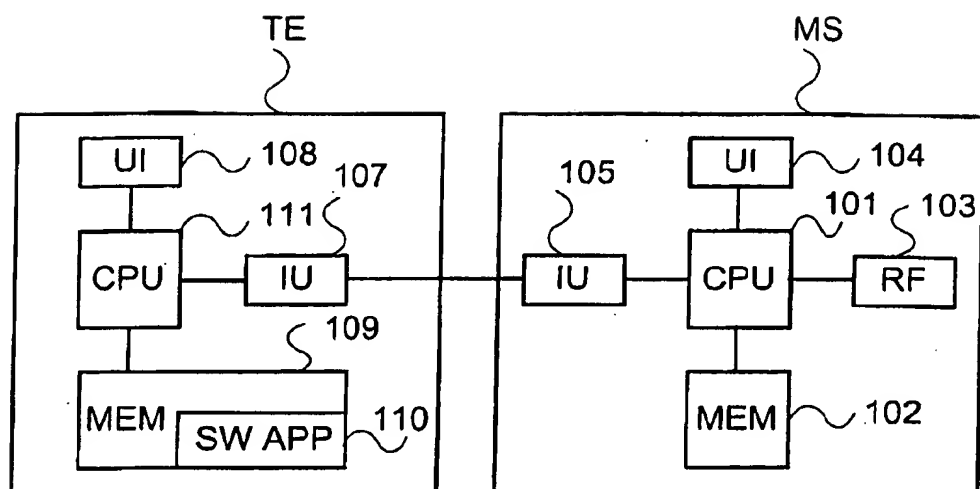 TE
MS
UI
108
107
105
UI
104
111
101
103
CPU
IU
IU
CPU
RF
109
MEM
SW APP
110
MEM
102